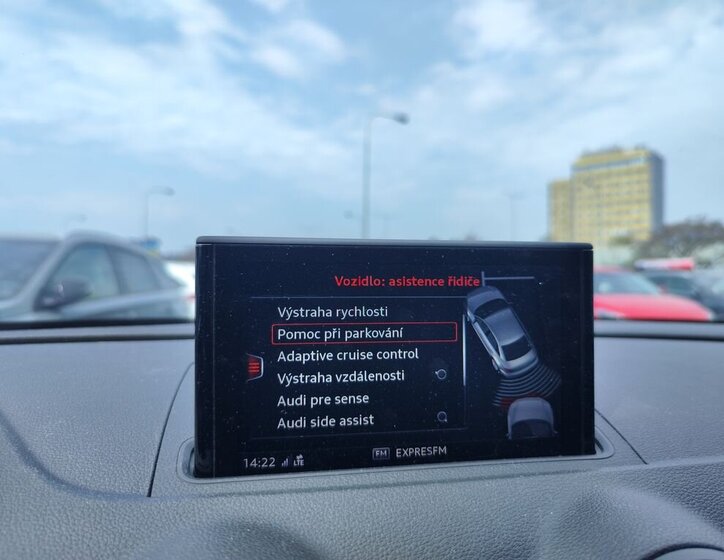 Vozidlo: asistence řidiče
Výstraha rychlosti
Pomoc při parkování
Adaptive cruise control
Výstraha vzdálenosti
Audi pre sense
Audi side assist
14:22 LTE FM EXPRESFM